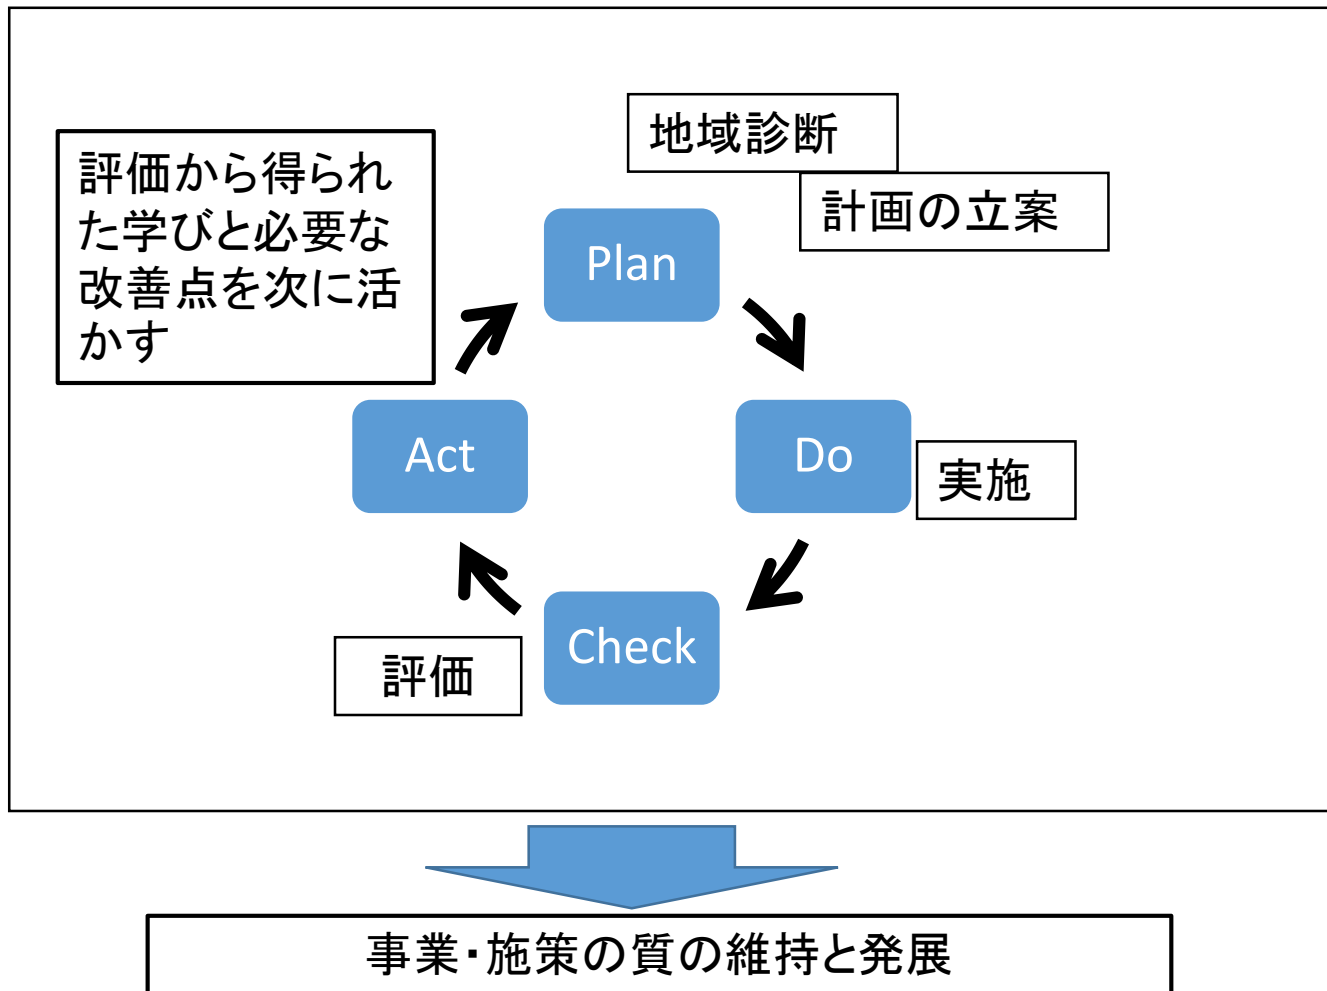 地域診断
計画の立案
評価から得られ
た学びと必要な
改善点を次に活
かす
Plan
Act
Do
実施
Check
評価
事業・施策の質の維持と発展